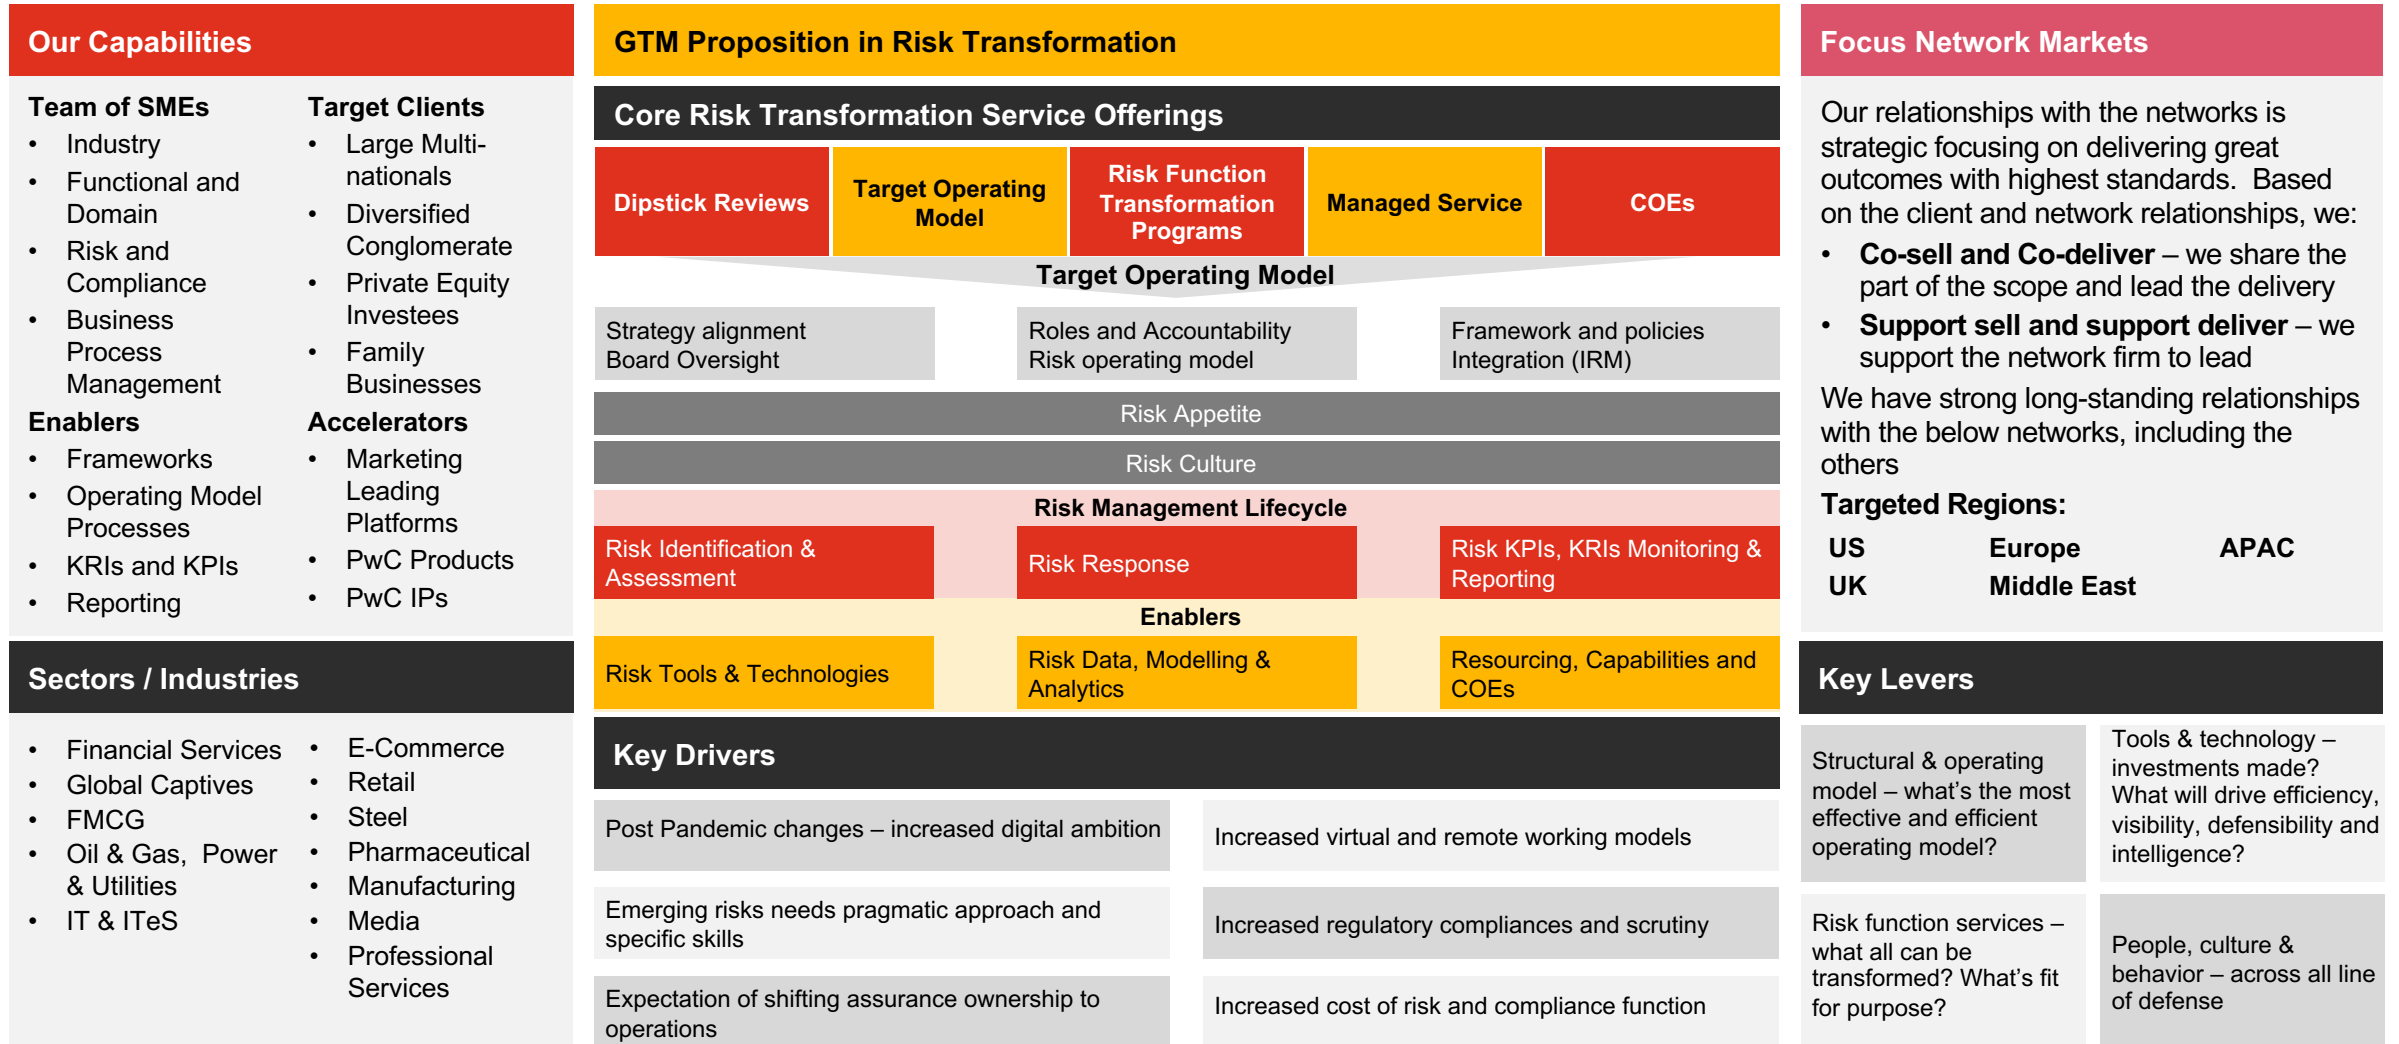 Our Capabilities
Team of SMEs
• Industry
• Functional and
Domain
• Risk and
Compliance
• Business
Process
Management
Enablers
• Frameworks
• Operating Model
Processes
• KRIs and KPIs
• Reporting
Target Clients
• Large Multi-
nationals
• Diversified
Conglomerate
• Private Equity
Investees
• Family
Businesses
Accelerators
• Marketing
Leading
Platforms
• PwC Products
• PwC IPs
Sectors / Industries
• Financial Services
• Global Captives
• FMCG
• Oil & Gas,  Power
& Utilities
• IT & ITeS
• E-Commerce
• Retail
• Steel
• Pharmaceutical
• Manufacturing
• Media
• Professional
Services
GTM Proposition in Risk Transformation
Core Risk Transformation Service Offerings
Dipstick Reviews
Target Operating
Model
Risk Function
Transformation
Programs
Managed Service
COEs
Target Operating Model
Strategy alignment
Board Oversight
Roles and Accountability
Risk operating model
Framework and policies
Integration (IRM)
Risk Appetite
Risk Culture
Risk Management Lifecycle
Risk Identification &
Assessment
Risk Response
Risk KPIs, KRIs Monitoring &
Reporting
Enablers
Risk Tools & Technologies
Risk Data, Modelling &
Analytics
Resourcing, Capabilities and
COEs
Key Drivers
Post Pandemic changes – increased digital ambition
Increased virtual and remote working models
Emerging risks needs pragmatic approach and
specific skills
Increased regulatory compliances and scrutiny
Expectation of shifting assurance ownership to
operations
Increased cost of risk and compliance function
Focus Network Markets
Our relationships with the networks is
strategic focusing on delivering great
outcomes with highest standards.  Based
on the client and network relationships, we:
• Co-sell and Co-deliver – we share the
part of the scope and lead the delivery
• Support sell and support deliver – we
support the network firm to lead
We have strong long-standing relationships
with the below networks, including the
others
Targeted Regions:
US Europe APAC
UK Middle East
Key Levers
Structural & operating
model – what's the most
effective and efficient
operating model?
Tools & technology –
investments made?
What will drive efficiency,
visibility, defensibility and
intelligence?
Risk function services –
what all can be
transformed? What's fit
for purpose?
People, culture &
behavior – across all line
of defense